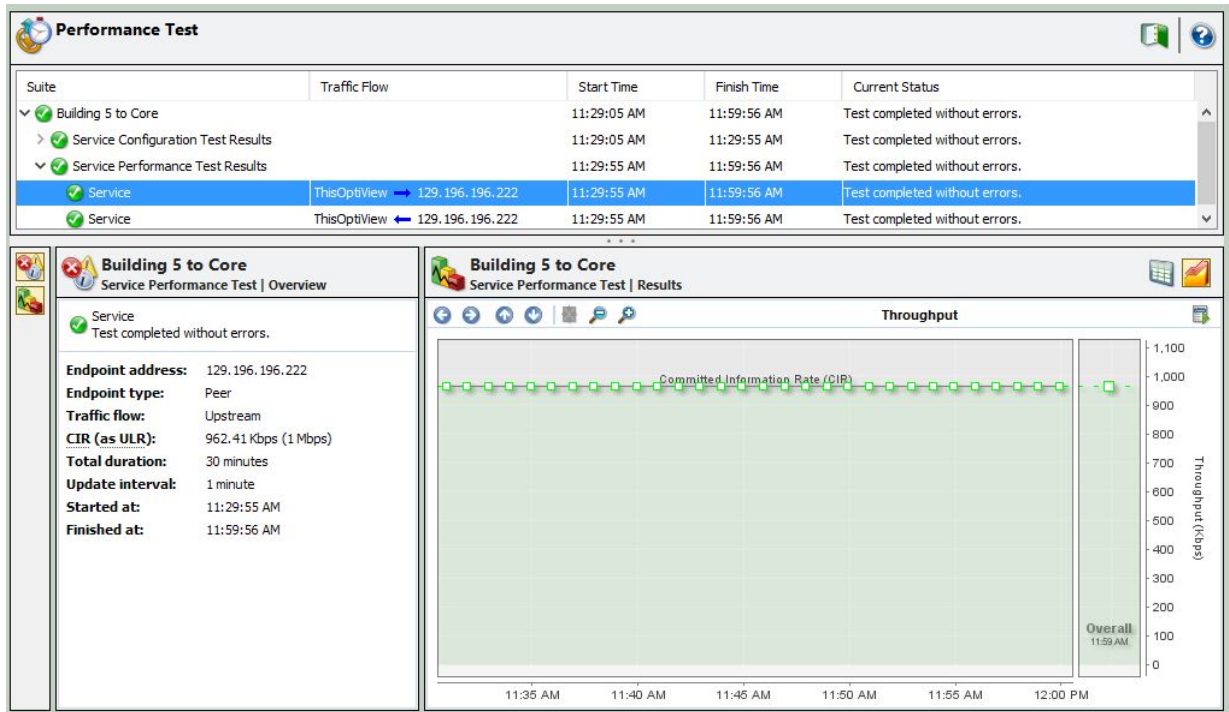 Performance Test
Suite Traffic Flow Start Time Finish Time Current Status
Building 5 to Core 11:29:05 AM 11:59:56 AM Test completed without errors.
Service Configuration Test Results 11:29:05 AM 11:29:55 AM Test completed without errors.
Service Performance Test Results 11:29:55 AM 11:59:56 AM Test completed without errors.
Service ThisOptiView 129.196.196.222 11:29:55 AM 11:59:56 AM Test completed without errors.
Service ThisOptiView 129.196.196.222 11:29:55 AM 11:59:56 AM Test completed without errors.
Building 5 to Core
Service Performance Test | Overview
Service
Test completed without errors.
Endpoint address: 129.196.196.222
Endpoint type: Peer
Traffic flow: Upstream
CIR (as ULR): 962.41 Kbps (1 Mbps)
Total duration: 30 minutes
Update interval: 1 minute
Started at: 11:29:55 AM
Finished at: 11:59:56 AM
Building 5 to Core
Service Performance Test | Results
Throughput
Committed Information Rate (CIR)
1,100
1,000
900
800
700
600
500
400
300
200
100
0
Throughput (Kbps)
Overall
11:59 AM
11:35 AM 11:40 AM 11:45 AM 11:50 AM 11:55 AM 12:00 PM